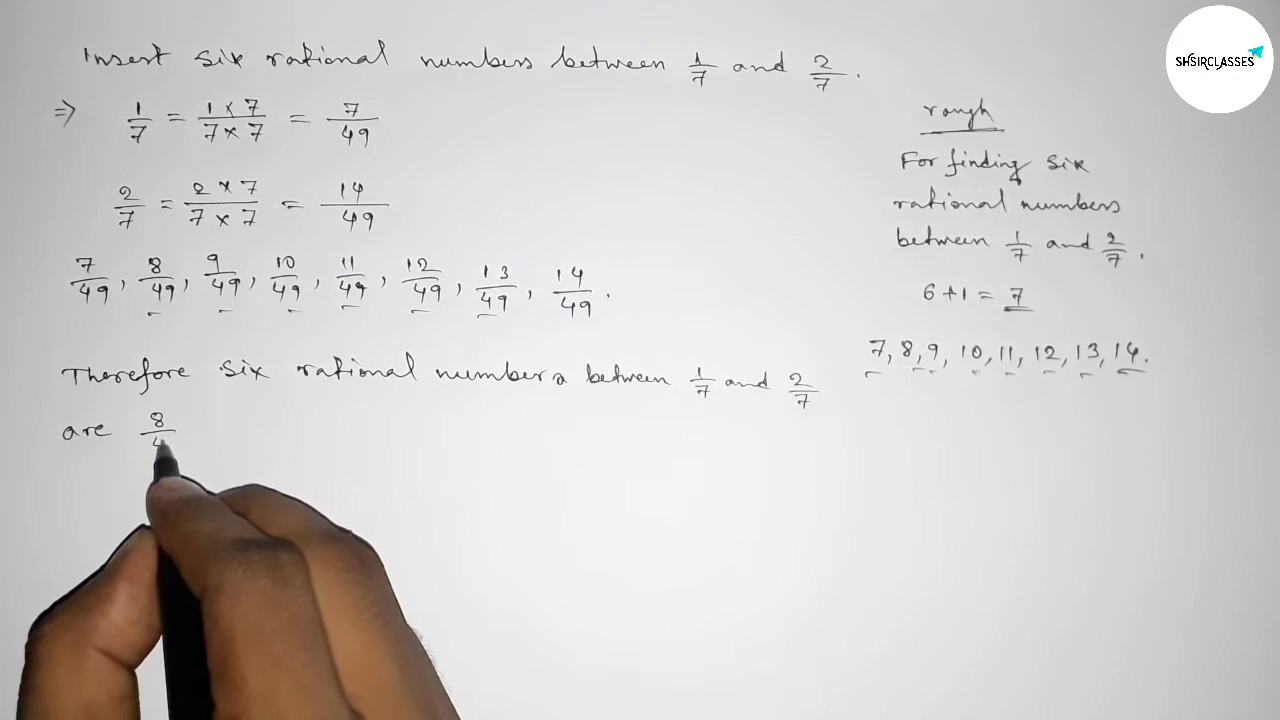 Insert six rational numbers between 1/7 and 2/7.
⇒ 1/7 = 1×7/7×7 = 7/49
2/7 = 2×7/7×7 = 14/49
7/49, 8/49, 9/49, 10/49, 11/49, 12/49, 13/49, 14/49.
Therefore six rational numbers between 1/7 and 2/7
are 8/4
SHSIRCLASSES
rough
For finding six
rational numbers
between 1/7 and 2/7.
6+1 = 7
7, 8, 9, 10, 11, 12, 13, 14.